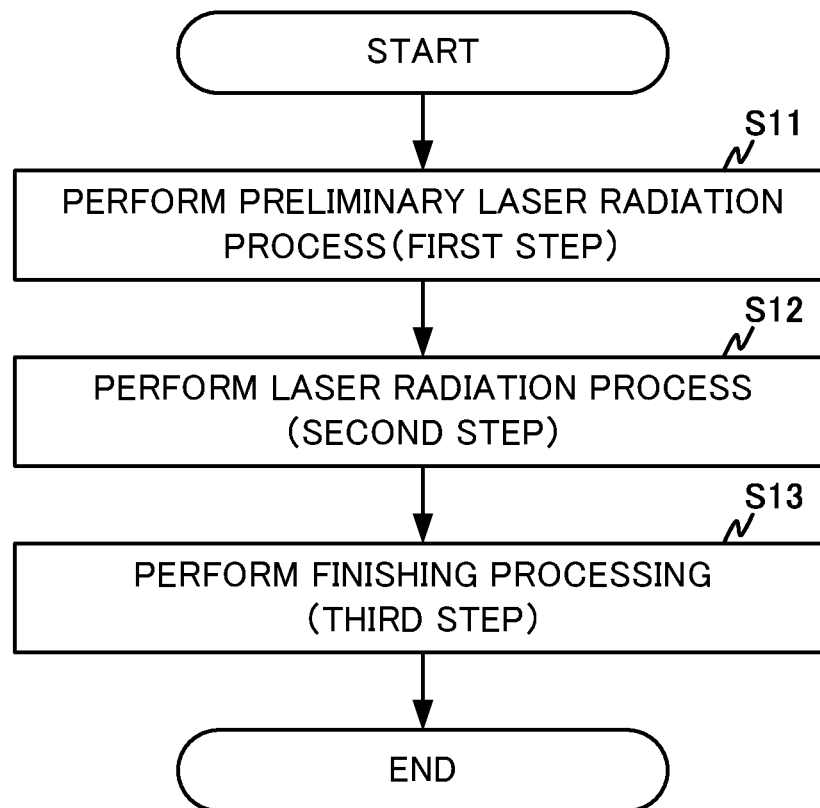 START
S11
PERFORM PRELIMINARY LASER RADIATION
PROCESS(FIRST STEP)
S12
PERFORM LASER RADIATION PROCESS
(SECOND STEP)
S13
PERFORM FINISHING PROCESSING
(THIRD STEP)
END